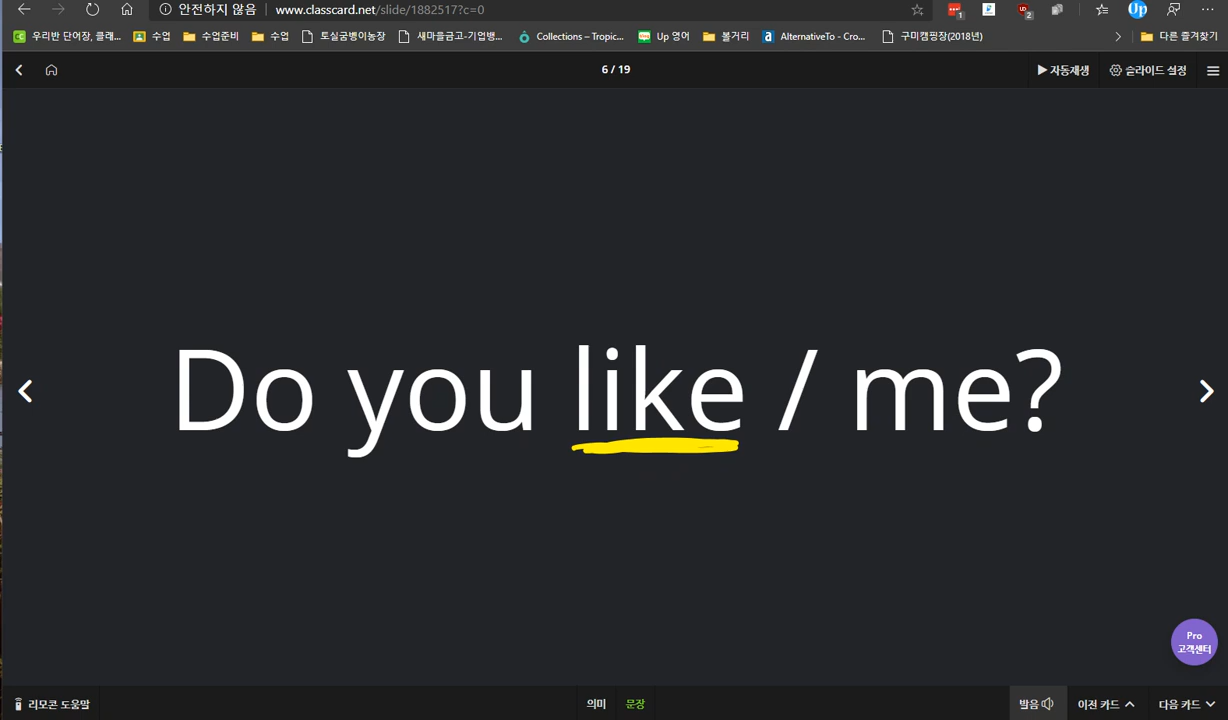 안전하지 않음 www.classcard.net/slide/1882517?c=0
우리반 단어장, 클래... 수업 수업준비 수업 토실굼벵이농장 새마을금고-기업뱅... Collections – Tropic... Up 영어 볼거리 AlternativeTo - Cro... 구미캠핑장(2018년) 다른 즐겨찾기
6 / 19 자동재생 슬라이드 설정
Do you like / me?
Pro
고객센터
리모콘 도움말 의미 문장 발음 이전 카드 다음 카드